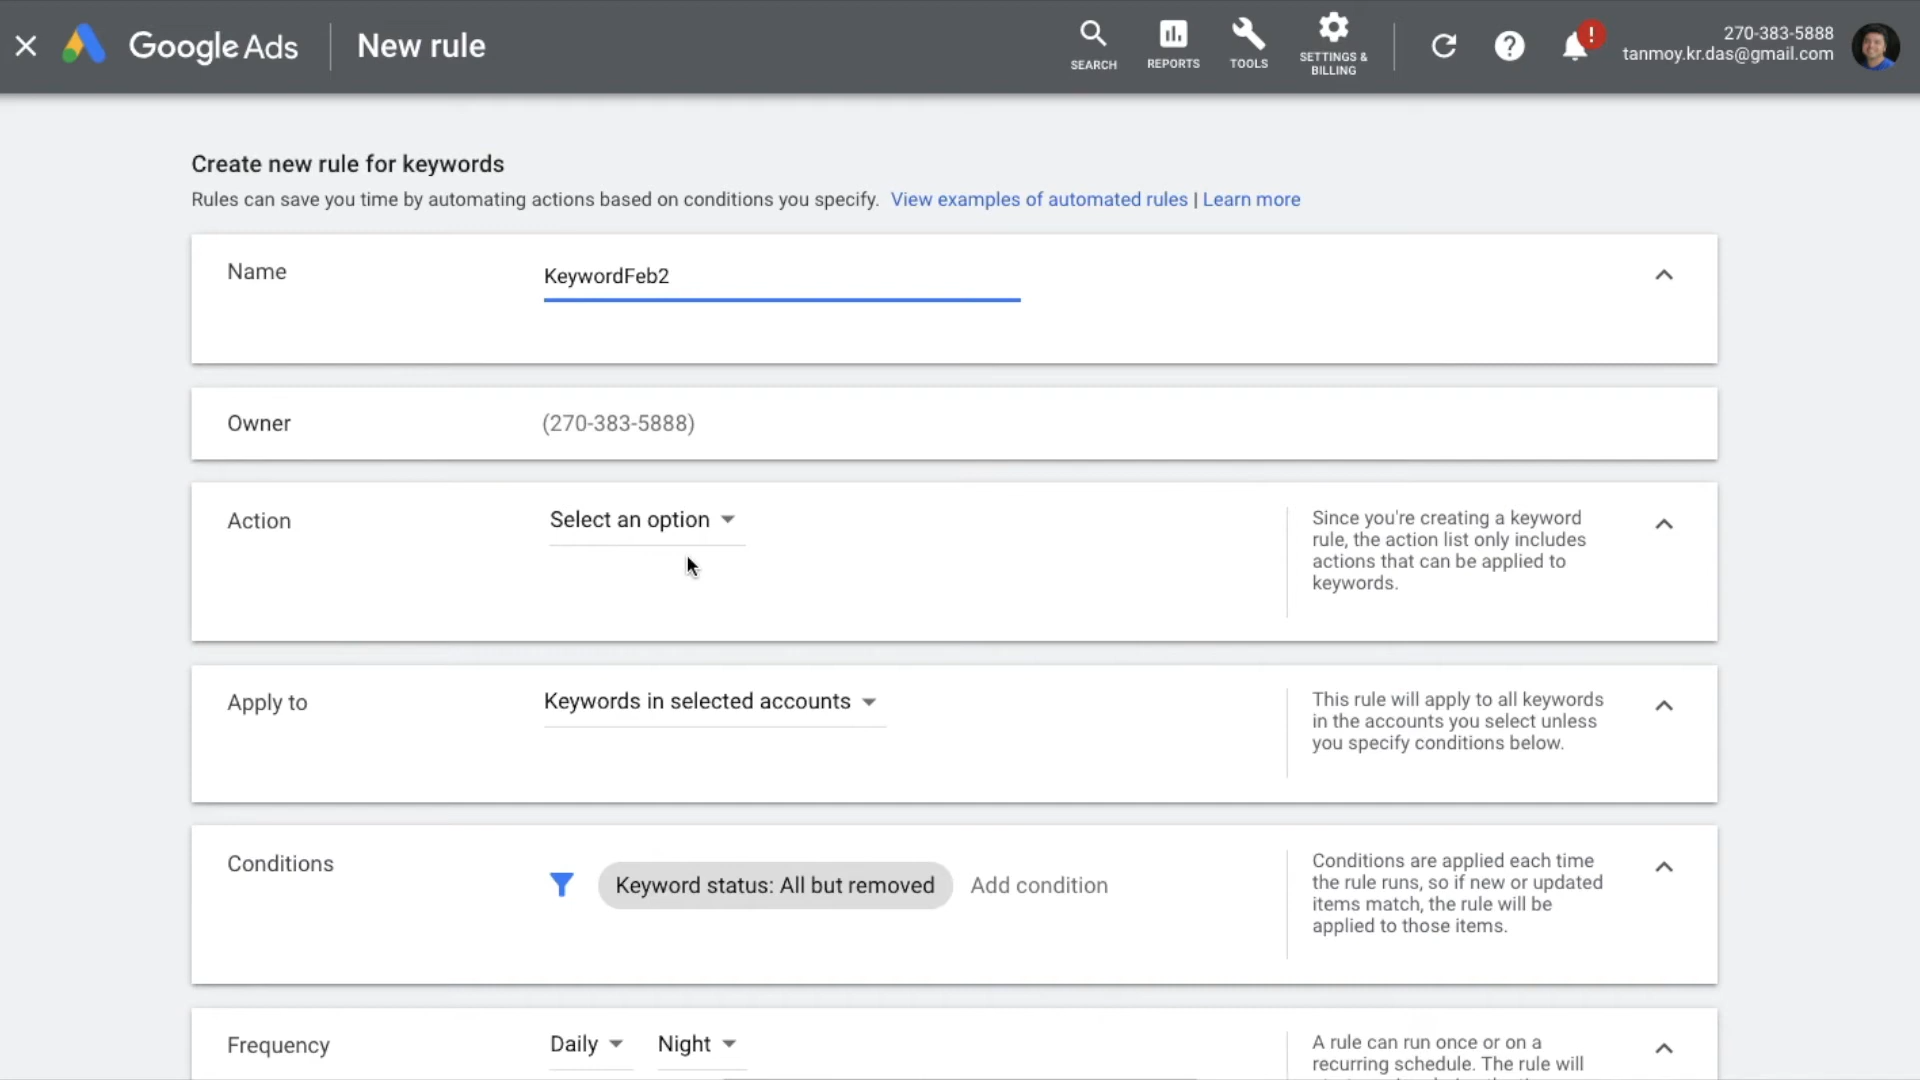 Google Ads New rule
SEARCH
REPORTS
TOOLS
SETTINGS &
BILLING
!
270-383-5888
tanmoy.kr.das@gmail.com
Create new rule for keywords
Rules can save you time by automating actions based on conditions you specify. View examples of automated rules | Learn more
Name
KeywordFeb2
Owner
(270-383-5888)
Action
Select an option
Since you're creating a keyword
rule, the action list only includes
actions that can be applied to
keywords.
Apply to
Keywords in selected accounts
This rule will apply to all keywords
in the accounts you select unless
you specify conditions below.
Conditions
Keyword status: All but removed
Add condition
Conditions are applied each time
the rule runs, so if new or updated
items match, the rule will be
applied to those items.
Frequency
Daily
Night
A rule can run once or on a
recurring schedule. The rule will